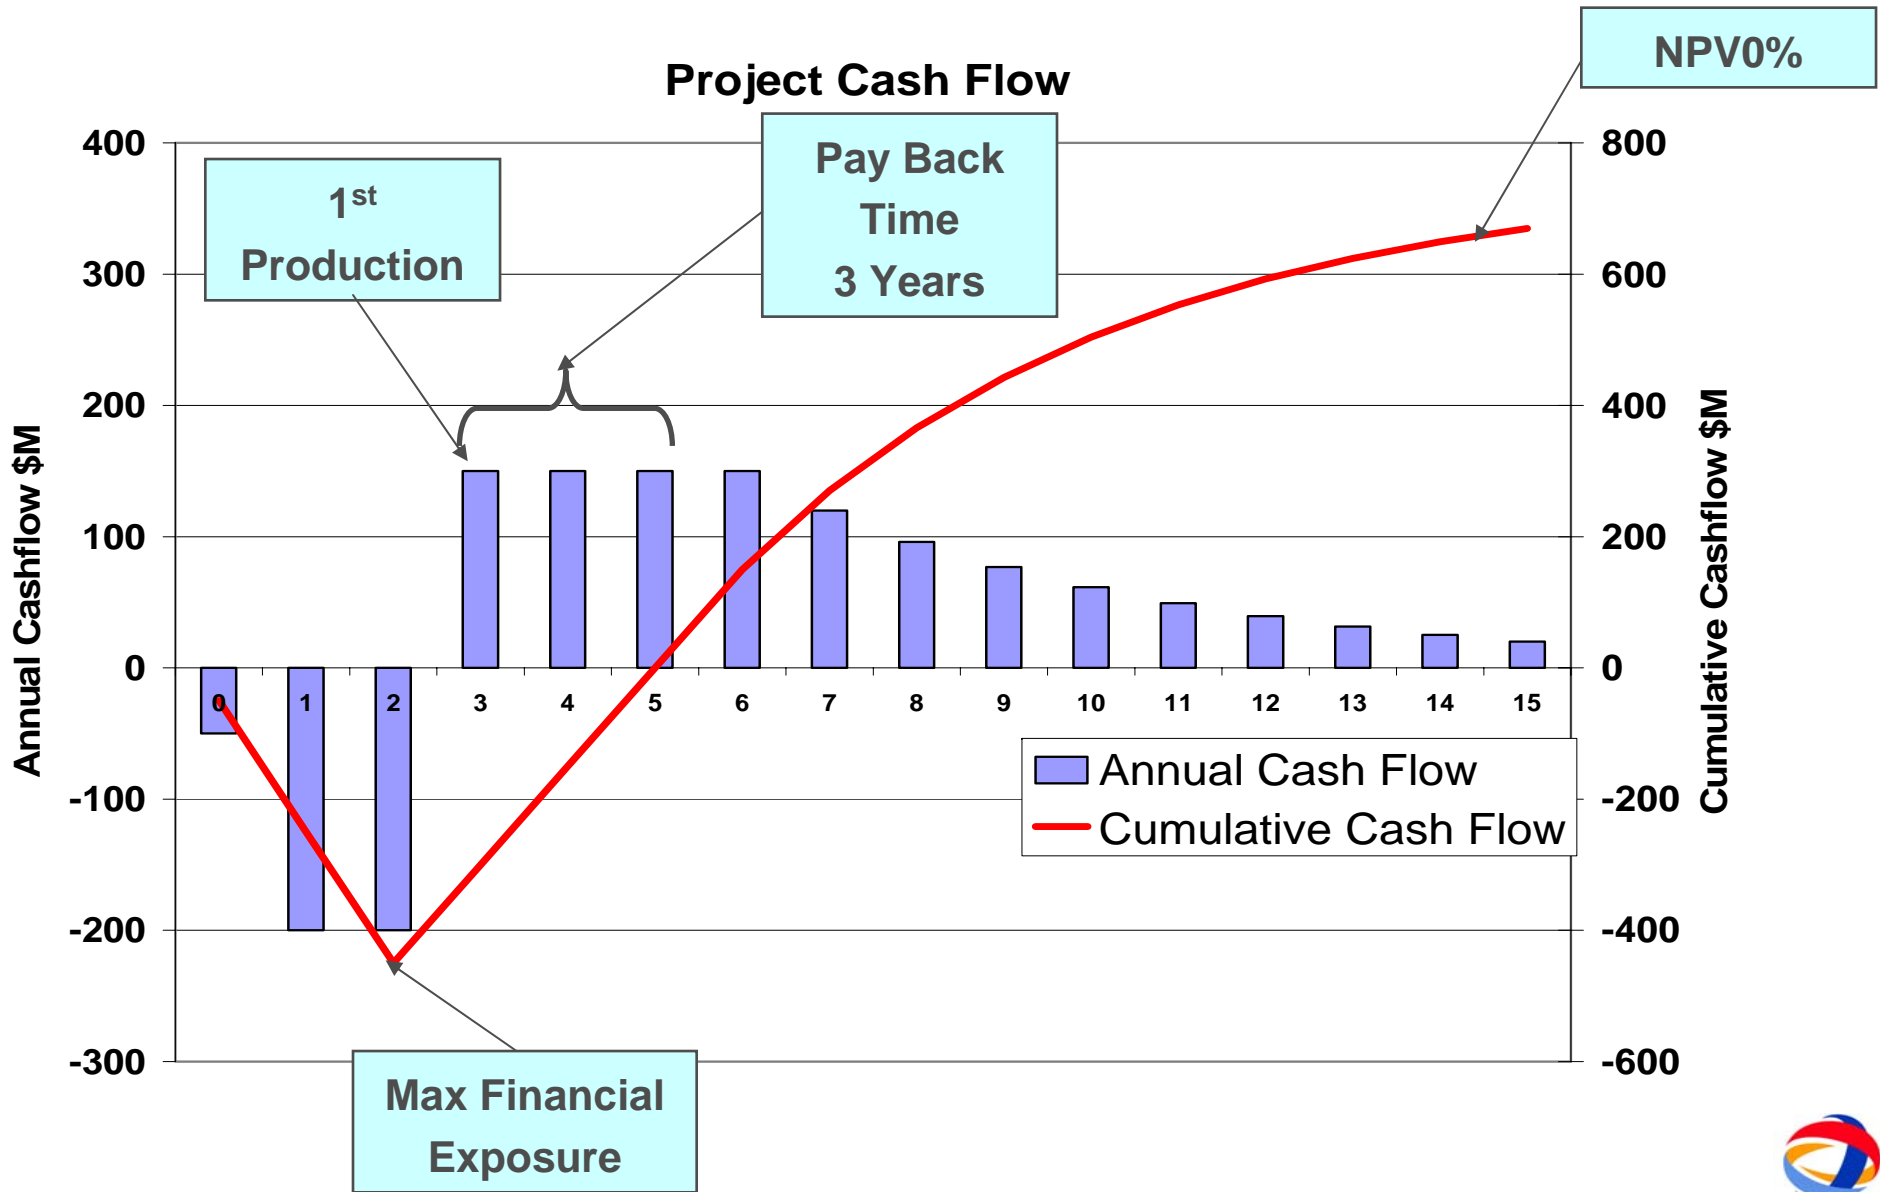 NPV0%
Project Cash Flow
1st
Production
Pay Back
Time
3 Years
400
300
200
100
0
-100
-200
-300
Annual Cashflow $M
800
600
400
200
0
-200
-400
-600
Cumulative Cashflow $M
0 1 2 3 4 5 6 7 8 9 10 11 12 13 14 15
Annual Cash Flow
Cumulative Cash Flow
Max Financial
Exposure